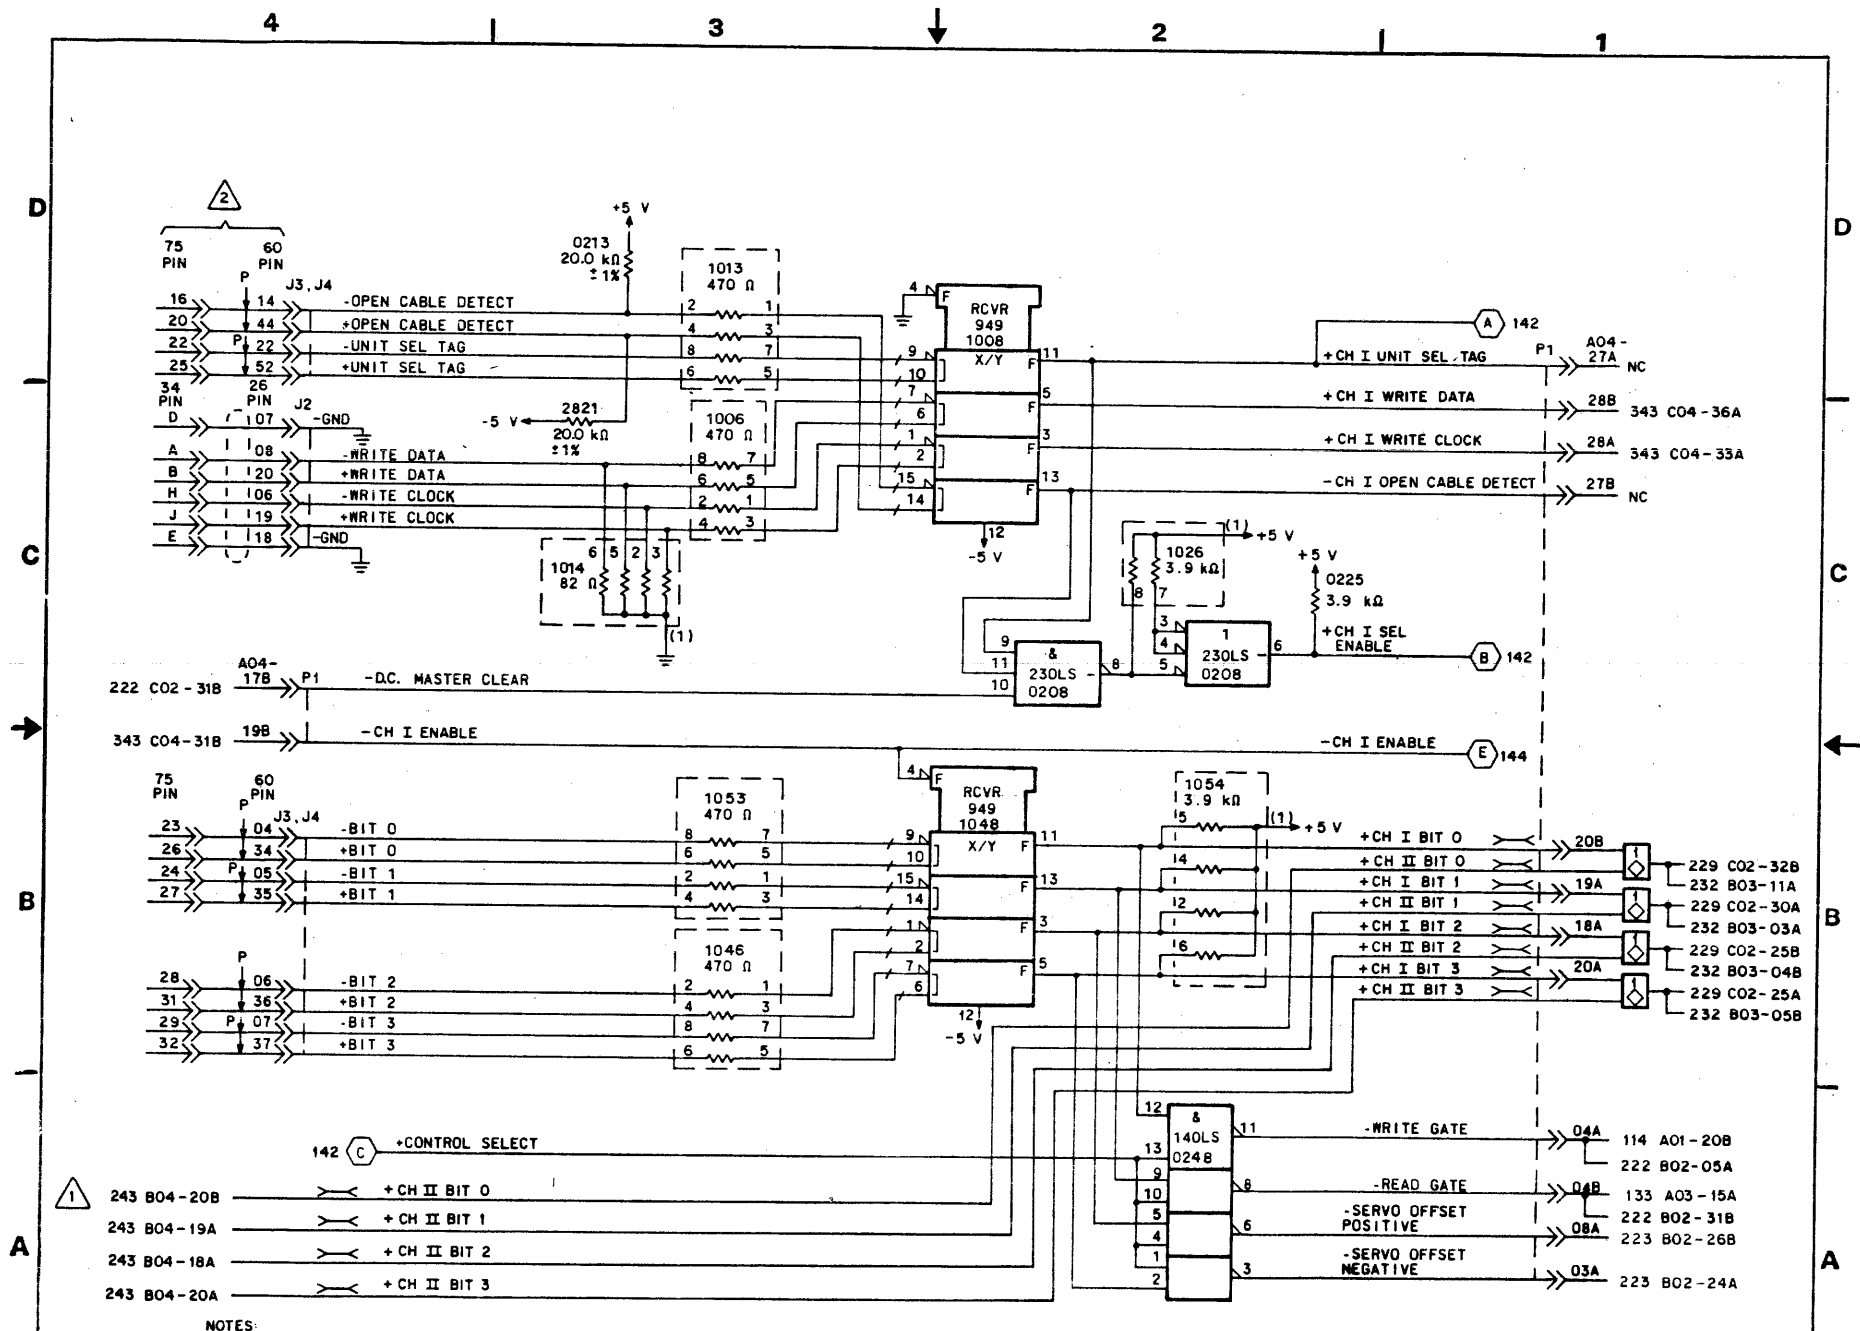 4 3 2 1
D
D
2
75 PIN 60 PIN
P J3, J4
16 14 -OPEN CABLE DETECT
20 44 +OPEN CABLE DETECT
P
22 22 -UNIT SEL TAG
25 52 +UNIT SEL TAG
+5 V
0213
20.0 kΩ
±1%
1013
470 Ω
2 1
4 3
8 7
6 5
4 F
RCVR
949
1008
X/Y
9 F 11
10
7 F 5
6
1 F 3
2
15 F 13
14
12
-5 V
A 142
+CH I UNIT SEL TAG P1 A04-
27A NC
+CH I WRITE DATA 28B 343 C04-36A
+CH I WRITE CLOCK 28A 343 C04-33A
-CH I OPEN CABLE DETECT 27B NC
34 PIN 26 PIN
J2
D 07 -GND
A 08 -WRITE DATA
B 20 +WRITE DATA
H 06 -WRITE CLOCK
J 19 +WRITE CLOCK
E 18 -GND
-5 V 2821
20.0 kΩ
±1%
1006
470 Ω
8 7
6 5
2 1
4 3
C
C
6 5 2 3
1014
82 Ω
(1)
(1) +5 V
1026
3.9 kΩ
8 7
+5 V
0225
3.9 kΩ
9
11
10
&
230LS
0208
8
3
4
5
1
230LS
0208
6
+CH I SEL
ENABLE
B 142
A04-
222 C02-31B 17B P1 -D.C. MASTER CLEAR
343 C04-31B 19B -CH I ENABLE
-CH I ENABLE E 144
75 PIN 60 PIN
P J3, J4
23 04 -BIT 0
26 34 +BIT 0
P
24 05 -BIT 1
27 35 +BIT 1
1053
470 Ω
8 7
6 5
2 1
4 3
4 F
RCVR
949
1048
X/Y
9 F 11
10
15 F 13
14
1 F 3
2
7 F 5
6
12
-5 V
1054
3.9 kΩ
5
4
2
6
(1) +5 V
+CH I BIT 0 20B
+CH II BIT 0 1 229 C02-32B
232 B03-11A
+CH I BIT 1 19A
+CH II BIT 1 1 229 C02-30A
232 B03-03A
+CH I BIT 2 18A
+CH II BIT 2 1 229 C02-25B
232 B03-04B
+CH I BIT 3 20A
+CH II BIT 3 1 229 C02-25A
232 B03-05B
B
B
P
28 06 -BIT 2
31 36 +BIT 2
P
29 07 -BIT 3
32 37 +BIT 3
1046
470 Ω
2 1
4 3
8 7
6 5
142 C +CONTROL SELECT
1
243 B04-20B +CH II BIT 0
243 B04-19A +CH II BIT 1
243 B04-18A +CH II BIT 2
243 B04-20A +CH II BIT 3
12
13
&
140LS
0248
11 -WRITE GATE 04A 114 A01-20B
222 B02-05A
9
10
8 -READ GATE 04B 133 A03-15A
222 B02-31B
5
4
6 -SERVO OFFSET
POSITIVE 08A 223 B02-26B
1
2
3 -SERVO OFFSET
NEGATIVE 03A 223 B02-24A
A
A
NOTES: